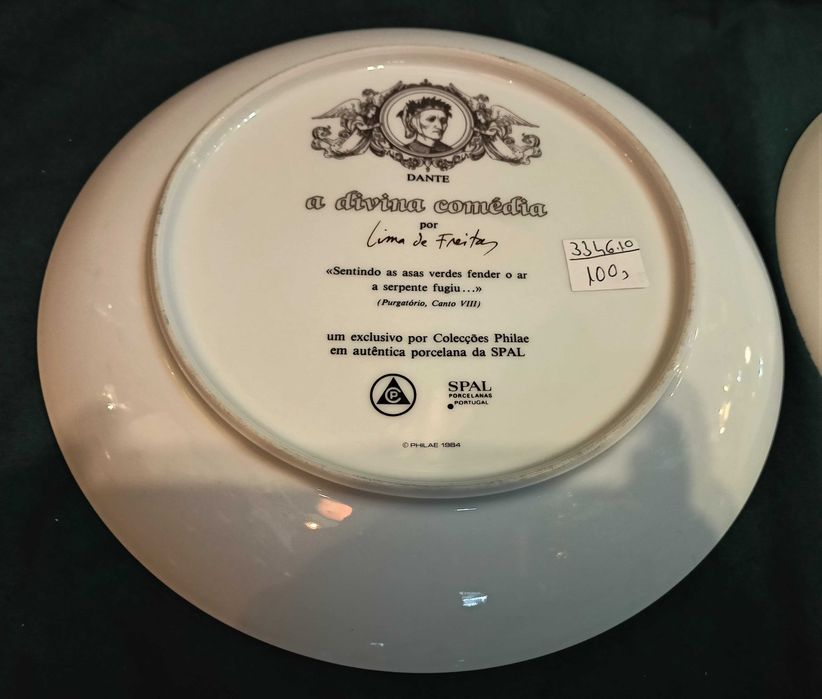 DANTE
a divina comédia
por
Lima de Freitas
«Sentindo as asas verdes fender o ar
a serpente fugiu...»
(Purgatório, Canto VIII)
um exclusivo por Colecções Philae
em autêntica porcelana da SPAL
CP
SPAL
PORCELANAS
PORTUGAL
© PHILAE 1984
3346.10
100,